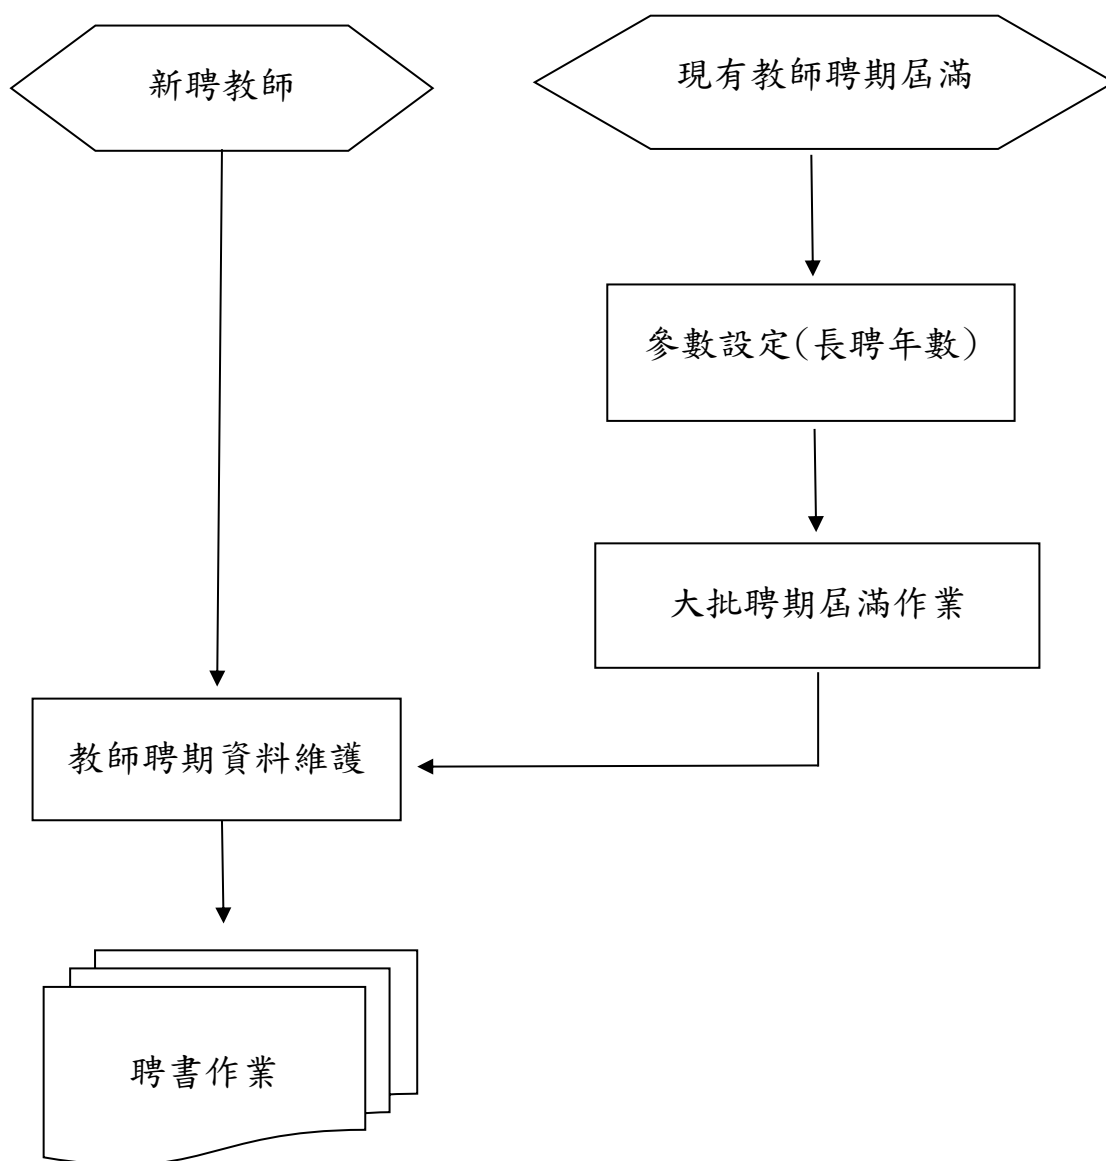 新聘教師
現有教師聘期屆滿
參數設定(長聘年數)
大批聘期屆滿作業
教師聘期資料維護
聘書作業